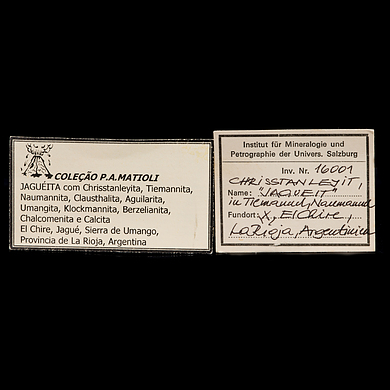 COLEÇÃO P.A.MATIOLI
JAGUÉITA com Chrisstanleyita, Tiemannita,
Naumannita, Clausthalita, Aguilarita,
Umangita, Klockmannita, Berzelianita,
Chalcomenita e Calcita
El Chire, Jagué, Sierra de Umango,
Provincia de La Rioja, Argentina
Institut für Mineralogie und
Petrographie der Univers. Salzburg
Inv. Nr. 16001
CHRISSTANLEYIT,
Name: "JAGUEIT"
in Tiemannit, Naumannit
Fundort: X, El Chire,
La Rioja, Argentinien